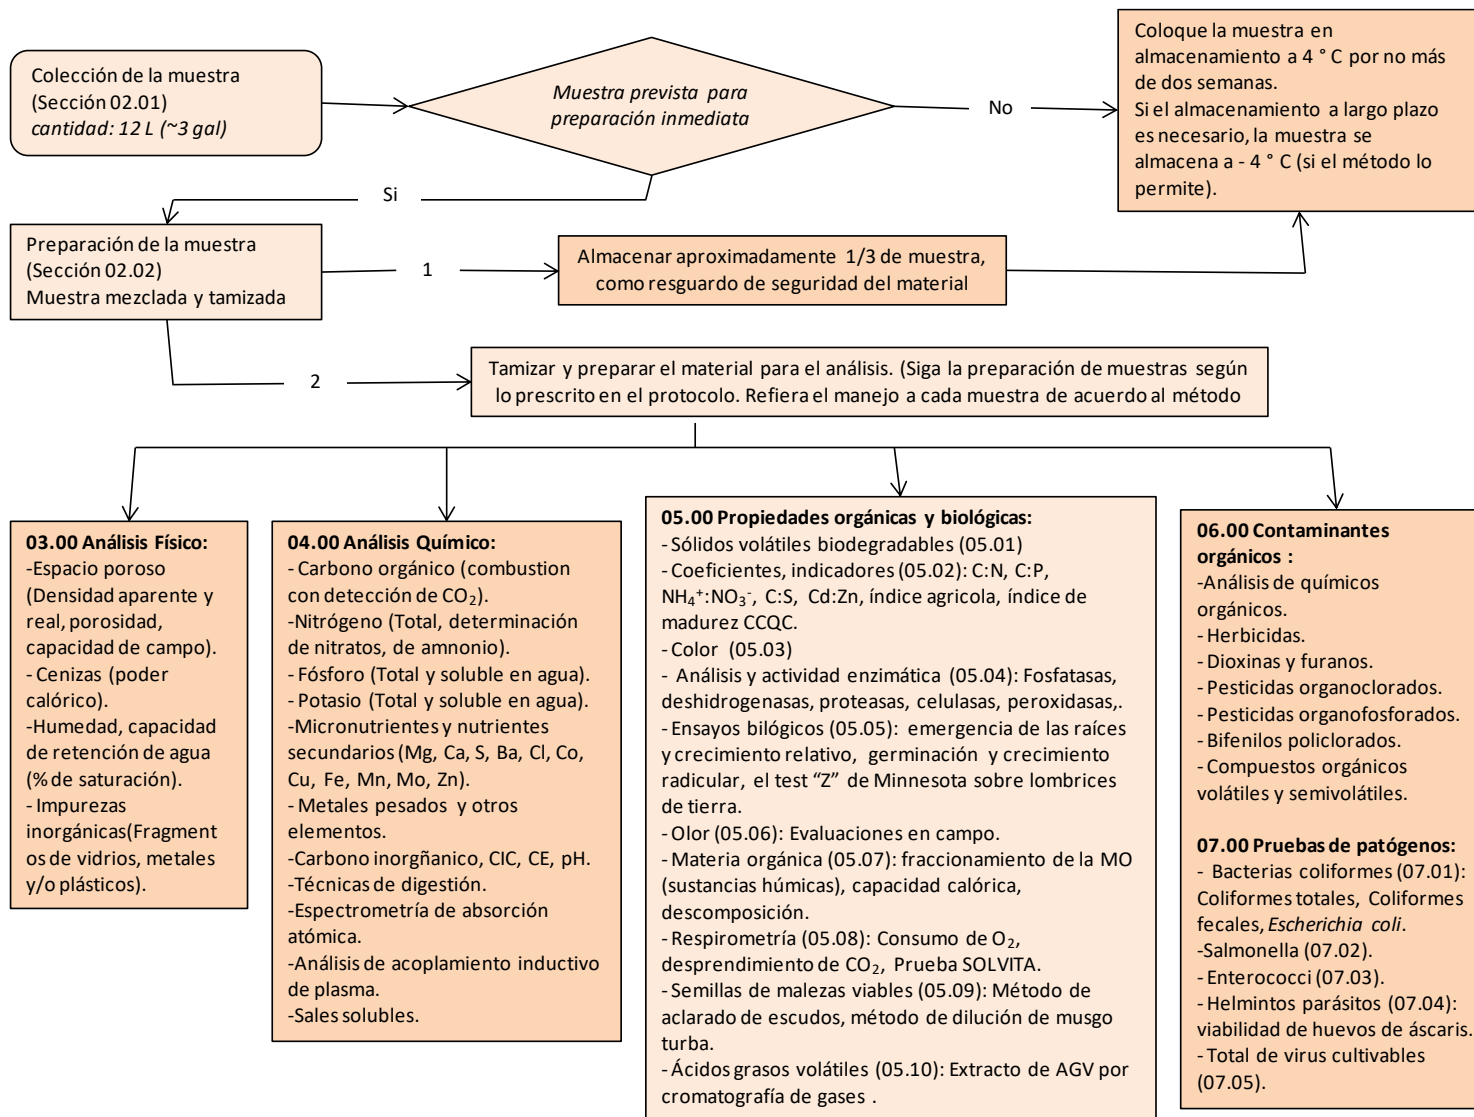 Colección de la muestra
(Sección 02.01)
cantidad: 12 L (~3 gal)
Muestra prevista para
preparación inmediata
No
Coloque la muestra en
almacenamiento a 4 ° C por no más
de dos semanas.
Si el almacenamiento a largo plazo
es necesario, la muestra se
almacena a - 4 ° C (si el método lo
permite).
Si
Preparación de la muestra
(Sección 02.02)
Muestra mezclada y tamizada
1
Almacenar aproximadamente 1/3 de muestra,
como resguardo de seguridad del material
2
Tamizar y preparar el material para el análisis. (Siga la preparación de muestras según
lo prescrito en el protocolo. Refiera el manejo a cada muestra de acuerdo al método
03.00 Análisis Físico:
-Espacio poroso
(Densidad aparente y
real, porosidad,
capacidad de campo).
- Cenizas (poder
calórico).
-Humedad, capacidad
de retención de agua
(% de saturación).
- Impurezas
inorgánicas(Fragment
os de vidrios, metales
y/o plásticos).
04.00 Análisis Químico:
- Carbono orgánico (combustion
con detección de CO₂).
-Nitrógeno (Total, determinación
de nitratos, de amnonio).
- Fósforo (Total y soluble en agua).
- Potasio (Total y soluble en agua).
-Micronutrientes y nutrientes
secundarios (Mg, Ca, S, Ba, Cl, Co,
Cu, Fe, Mn, Mo, Zn).
- Metales pesados y otros
elementos.
-Carbono inorgñanico, CIC, CE, pH.
-Técnicas de digestión.
-Espectrometría de absorción
atómica.
-Análisis de acoplamiento inductivo
de plasma.
-Sales solubles.
05.00 Propiedades orgánicas y biológicas:
- Sólidos volátiles biodegradables (05.01)
- Coeficientes, indicadores (05.02): C:N, C:P,
NH₄⁺:NO₃⁻, C:S, Cd:Zn, índice agricola, índice de
madurez CCQC.
- Color (05.03)
- Análisis y actividad enzimática (05.04): Fosfatasas,
deshidrogenasas, proteasas, celulasas, peroxidasas,.
- Ensayos bilógicos (05.05): emergencia de las raíces
y crecimiento relativo, germinación y crecimiento
radicular, el test “Z” de Minnesota sobre lombrices
de tierra.
- Olor (05.06): Evaluaciones en campo.
- Materia orgánica (05.07): fraccionamiento de la MO
(sustancias húmicas), capacidad calórica,
descomposición.
- Respirometría (05.08): Consumo de O₂,
desprendimiento de CO₂, Prueba SOLVITA.
- Semillas de malezas viables (05.09): Método de
aclarado de escudos, método de dilución de musgo
turba.
- Ácidos grasos volátiles (05.10): Extracto de AGV por
cromatografía de gases .
06.00 Contaminantes
orgánicos :
-Análisis de químicos
orgánicos.
- Herbicidas.
- Dioxinas y furanos.
- Pesticidas organoclorados.
- Pesticidas organofosforados.
- Bifenilos policlorados.
- Compuestos orgánicos
volátiles y semivolátiles.
07.00 Pruebas de patógenos:
- Bacterias coliformes (07.01):
Coliformes totales, Coliformes
fecales, Escherichia coli.
-Salmonella (07.02).
- Enterococci (07.03).
- Helmintos parásitos (07.04):
viabilidad de huevos de áscaris.
- Total de virus cultivables
(07.05).